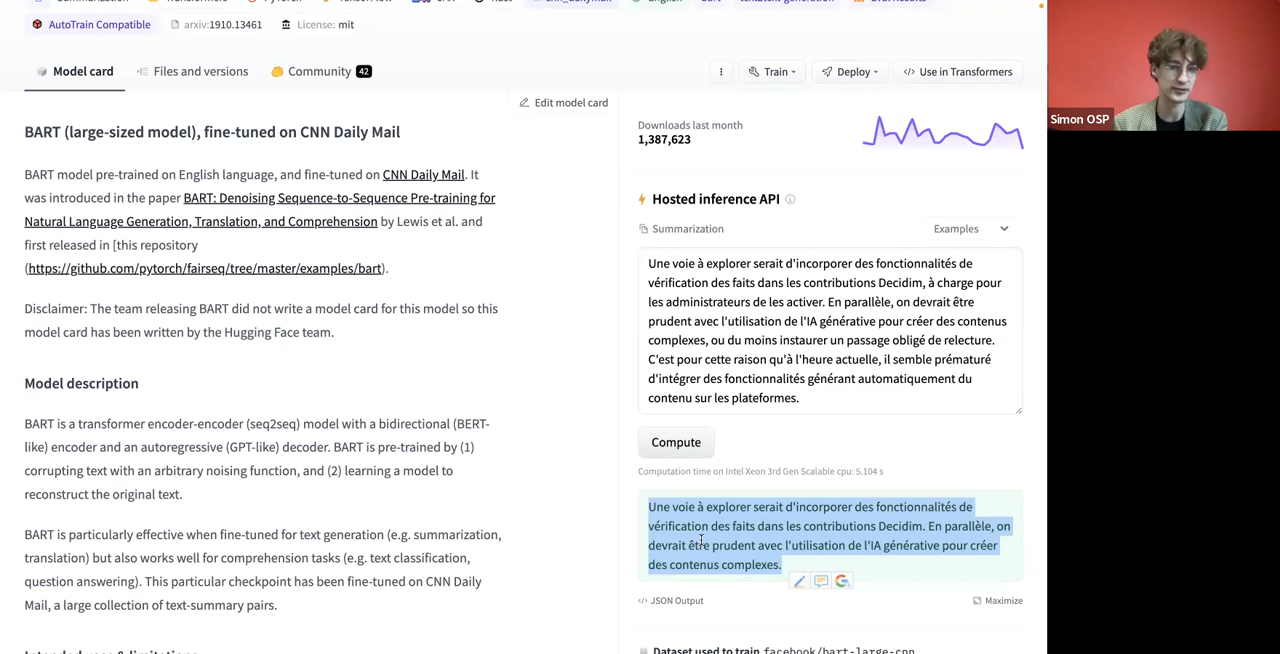 AutoTrain Compatible
arxiv:1910.13461
License: mit
Model card
Files and versions
Community 42
Train
Deploy
Use in Transformers
Edit model card
BART (large-sized model), fine-tuned on CNN Daily Mail
BART model pre-trained on English language, and fine-tuned on CNN Daily Mail. It
was introduced in the paper BART: Denoising Sequence-to-Sequence Pre-training for
Natural Language Generation, Translation, and Comprehension by Lewis et al. and
first released in [this repository
(https://github.com/pytorch/fairseq/tree/master/examples/bart).
Disclaimer: The team releasing BART did not write a model card for this model so this
model card has been written by the Hugging Face team.
Model description
BART is a transformer encoder-encoder (seq2seq) model with a bidirectional (BERT-
like) encoder and an autoregressive (GPT-like) decoder. BART is pre-trained by (1)
corrupting text with an arbitrary noising function, and (2) learning a model to
reconstruct the original text.
BART is particularly effective when fine-tuned for text generation (e.g. summarization,
translation) but also works well for comprehension tasks (e.g. text classification,
question answering). This particular checkpoint has been fine-tuned on CNN Daily
Mail, a large collection of text-summary pairs.
Downloads last month
1,387,623
Hosted inference API
Summarization
Examples
Une voie à explorer serait d'incorporer des fonctionnalités de
vérification des faits dans les contributions Decidim, à charge pour
les administrateurs de les activer. En parallèle, on devrait être
prudent avec l'utilisation de l'IA générative pour créer des contenus
complexes, ou du moins instaurer un passage obligé de relecture.
C'est pour cette raison qu'à l'heure actuelle, il semble prématuré
d'intégrer des fonctionnalités générant automatiquement du
contenu sur les plateformes.
Compute
Computation time on Intel Xeon 3rd Gen Scalable cpu: 5.104 s
Une voie à explorer serait d'incorporer des fonctionnalités de
vérification des faits dans les contributions Decidim. En parallèle, on
devrait être prudent avec l'utilisation de l'IA générative pour créer
des contenus complexes.
JSON Output
Maximize
Dataset used to train facebook/bart-large-cnn
Simon OSP